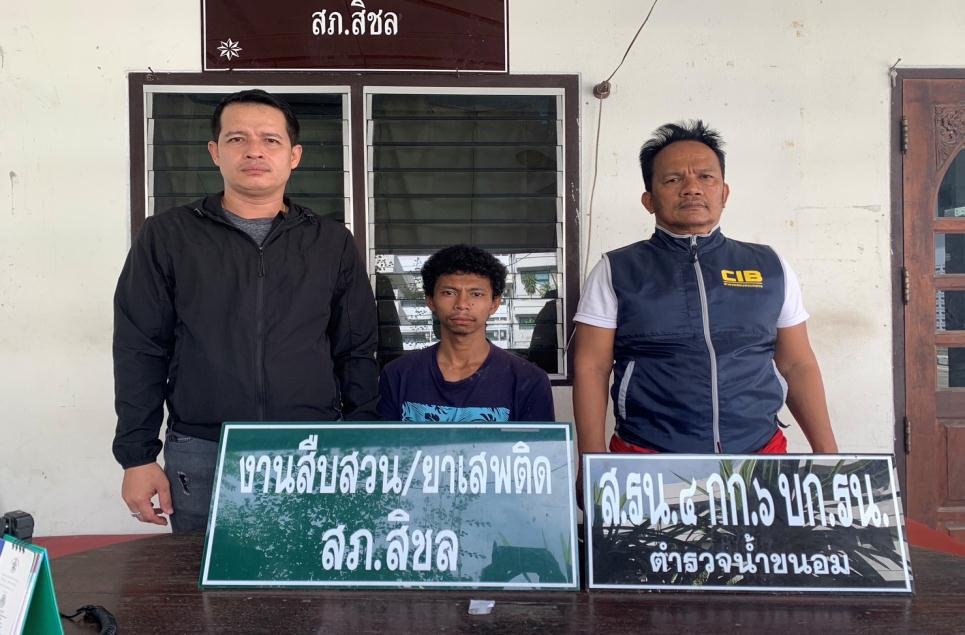 สภ.สิชล
CIB
งานสืบสวน/ยาเสพติด
สภ.สิชล
ส.รน.๔ กก.๖ บก.รน.
ตำรวจน้ำขนอม